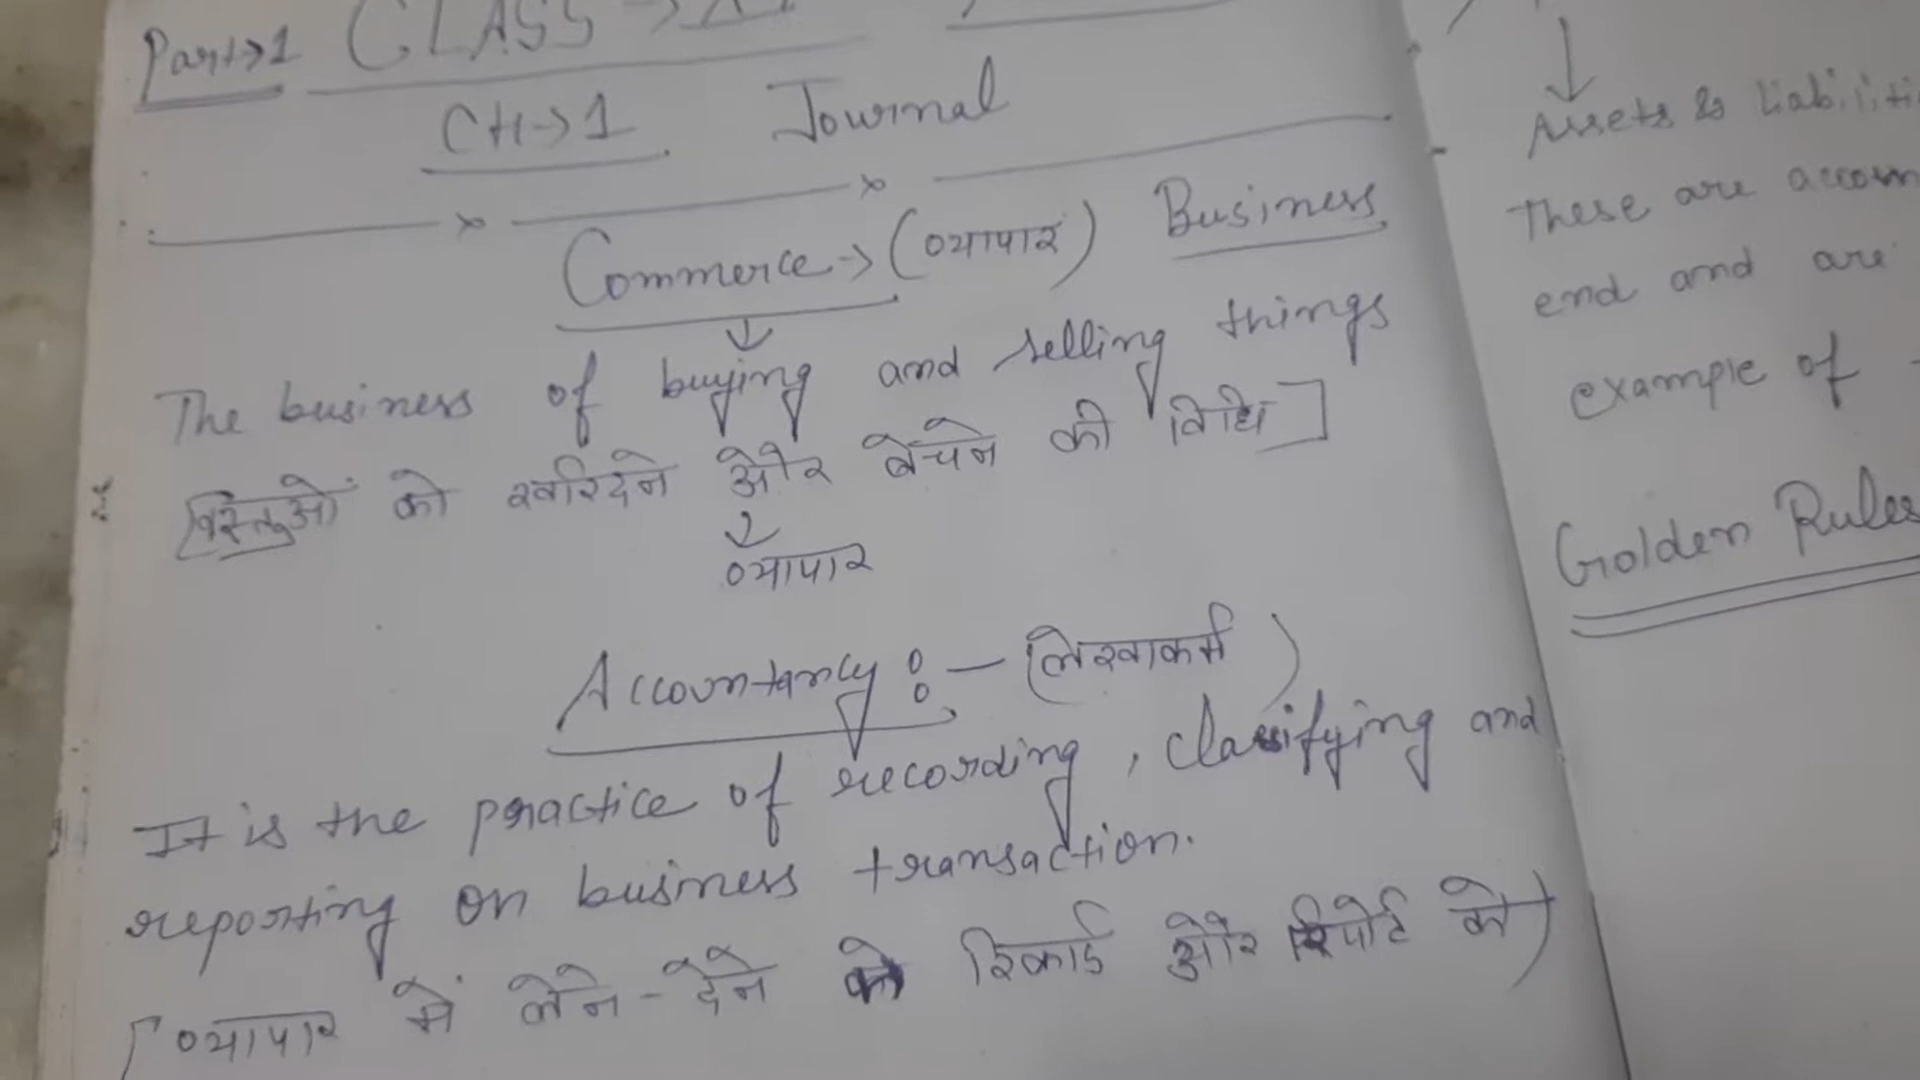 Part→1 CLASS →
CH→1 Journal
Commerce→ (व्यापार) Business
The business of buying and selling things
[वस्तुओं को खरिदने और बेचने की विधि]
व्यापार
Accountancy :– (लेखाकर्म)
It is the practice of recording, classifying and
reporting on business transaction.
[व्यापार में लेने-देने को रिकार्ड और रिपोर्ट को)
Assets & liabiliti
These are accoun
end and are
example of
Golden Rules